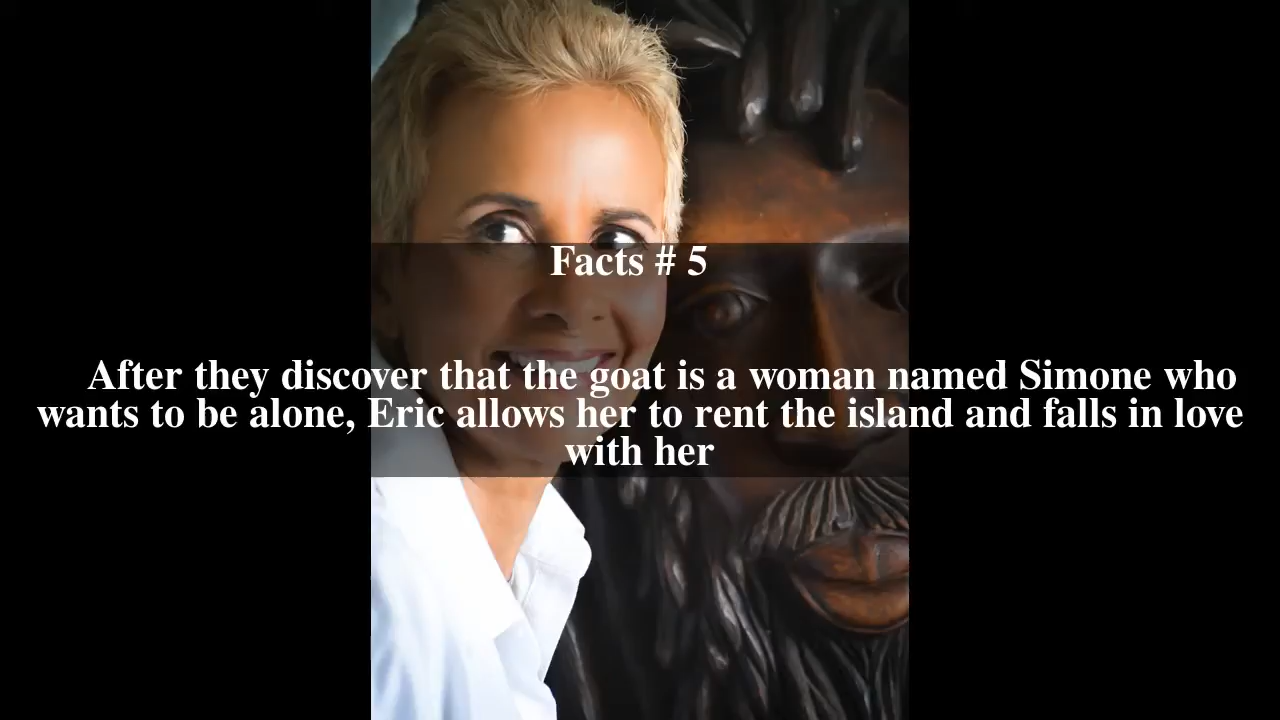 Facts # 5
After they discover that the goat is a woman named Simone who
wants to be alone, Eric allows her to rent the island and falls in love
with her